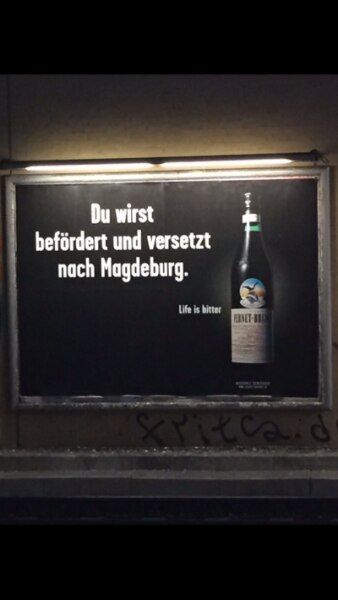 Du wirst
befördert und versetzt
nach Magdeburg.
Life is bitter
FERNET-BRANCA